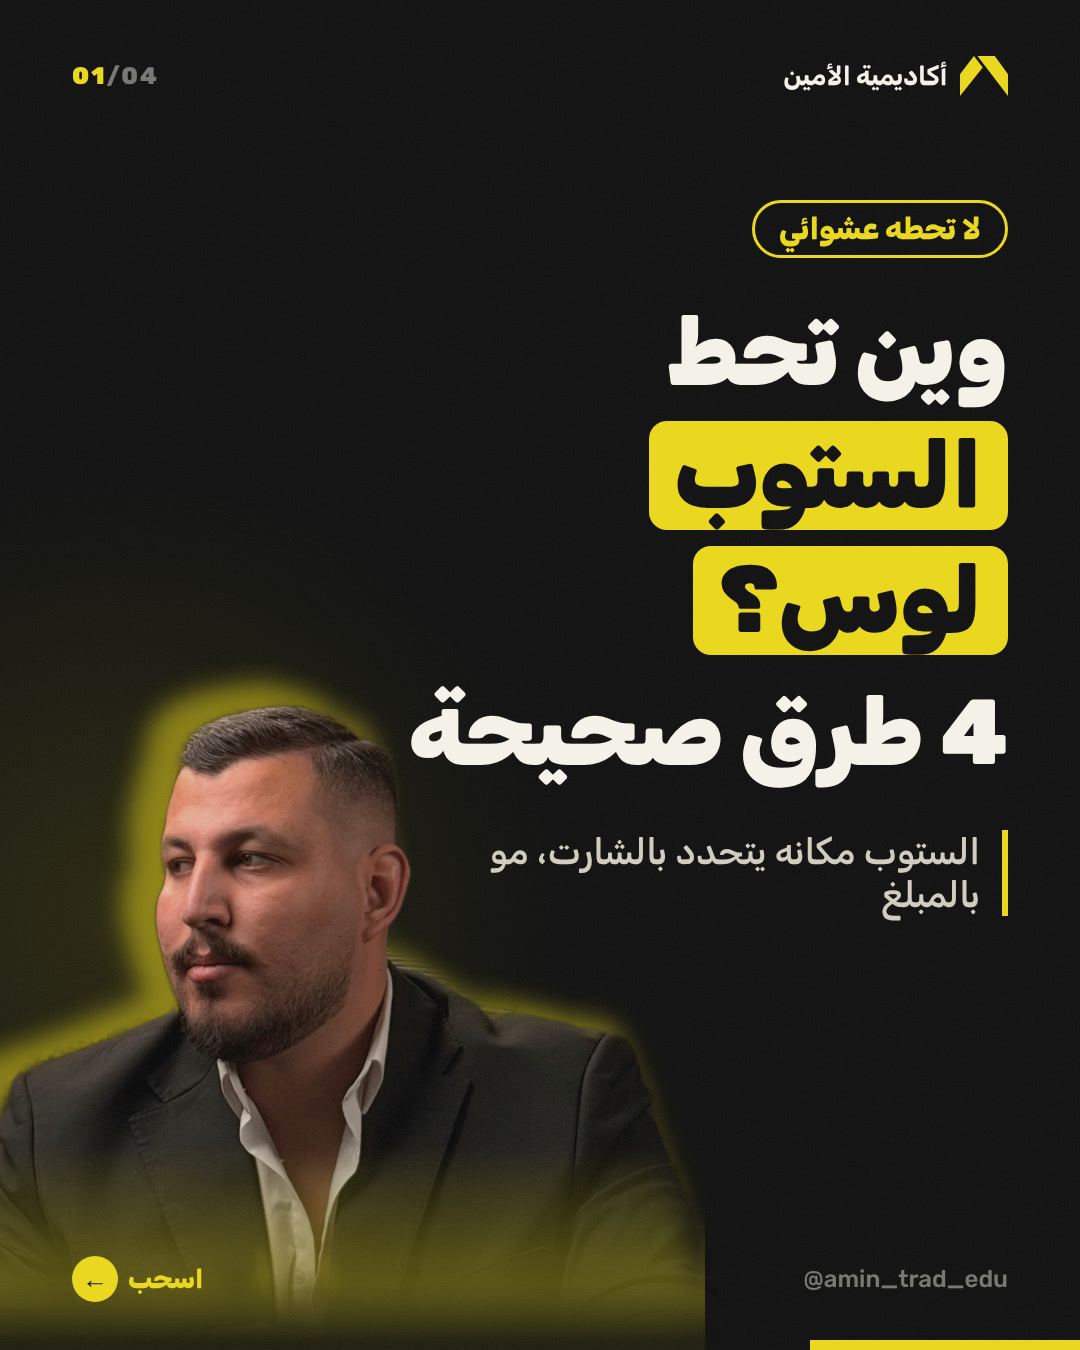 أكاديمية الأمين
01/04
لا تحطه عشوائي
وين تحط
الستوب
لوس؟
4 طرق صحيحة
الستوب مكانه يتحدد بالشارت، مو
بالمبلغ
اسحب ←
@amin_trad_edu